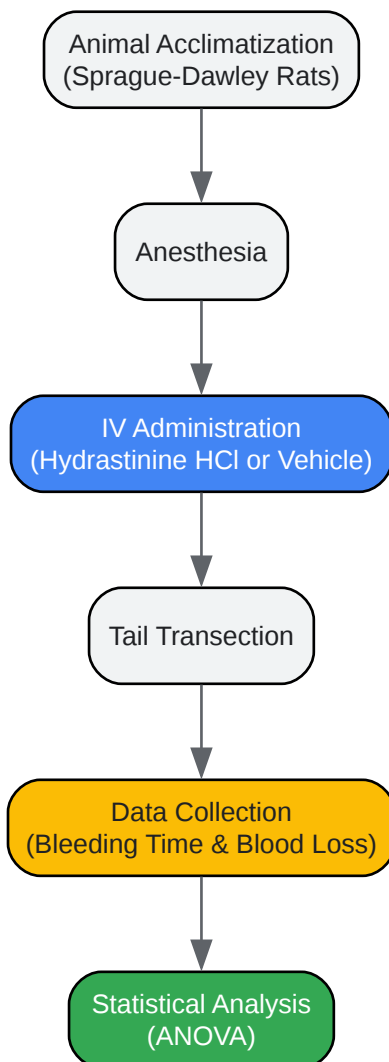 Animal Acclimatization
(Sprague-Dawley Rats)
Anesthesia
IV Administration
(Hydrastinine HCl or Vehicle)
Tail Transection
Data Collection
(Bleeding Time & Blood Loss)
Statistical Analysis
(ANOVA)